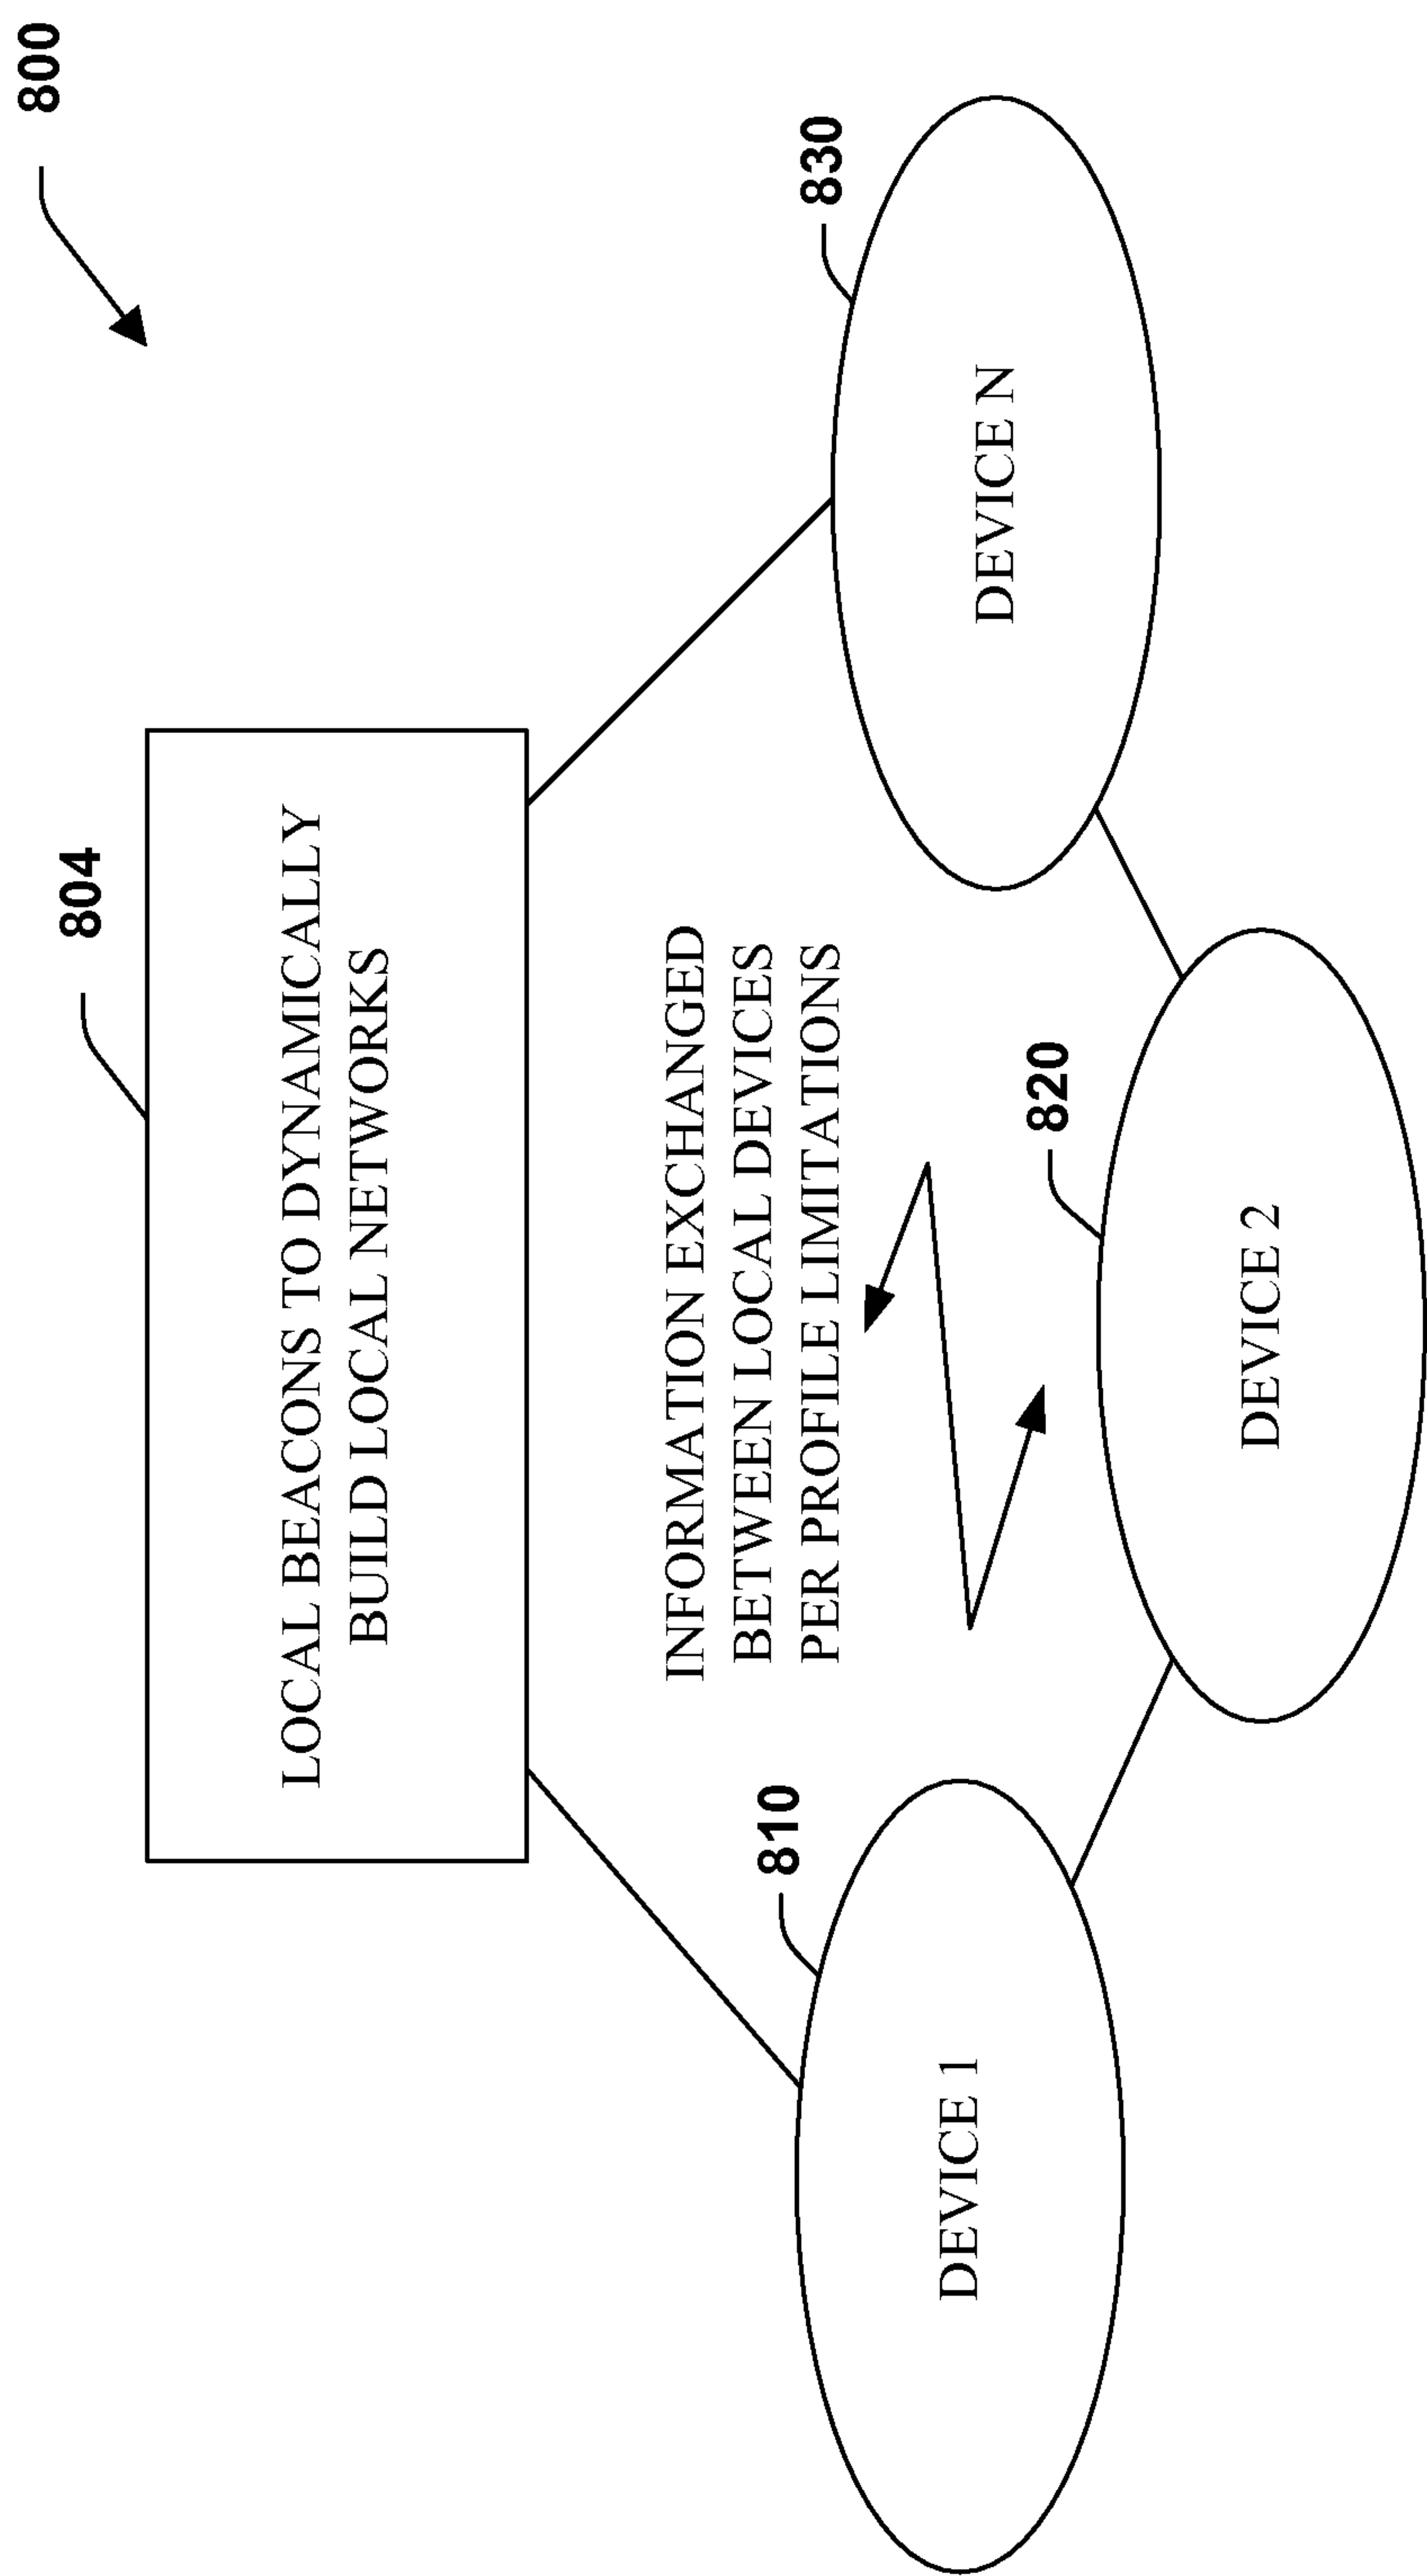 800
804
LOCAL BEACONS TO DYNAMICALLY
BUILD LOCAL NETWORKS
INFORMATION EXCHANGED
BETWEEN LOCAL DEVICES
PER PROFILE LIMITATIONS
810
DEVICE 1
820
DEVICE 2
830
DEVICE N